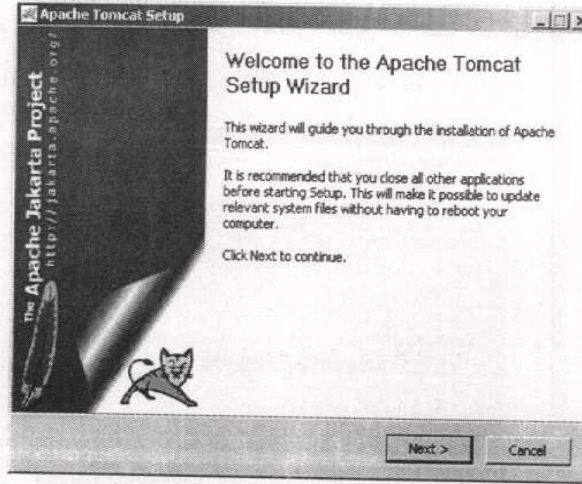 Apache Tomcat Setup
The Apache Jakarta Project
http://jakarta.apache.org/
Welcome to the Apache Tomcat
Setup Wizard
This wizard will guide you through the installation of Apache
Tomcat.
It is recommended that you close all other applications
before starting Setup. This will make it possible to update
relevant system files without having to reboot your
computer.
Click Next to continue.
Next >
Cancel